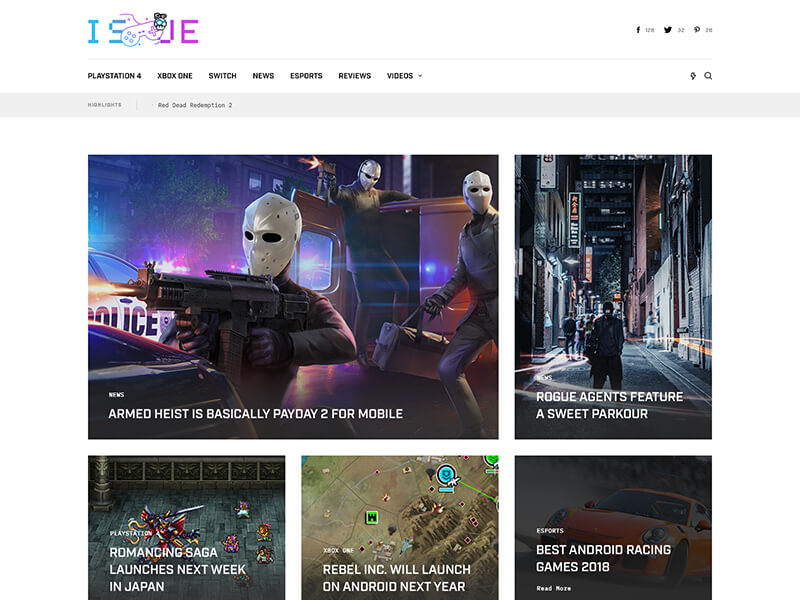 ISSUE
128 32 28
PLAYSTATION 4 XBOX ONE SWITCH NEWS ESPORTS REVIEWS VIDEOS
HIGHLIGHTS Red Dead Redemption 2
POLICE
NEWS
ARMED HEIST IS BASICALLY PAYDAY 2 FOR MOBILE
NEWS
ROGUE AGENTS FEATURE
A SWEET PARKOUR
PLAYSTATION
ROMANCING SAGA
LAUNCHES NEXT WEEK
IN JAPAN
XBOX ONE
REBEL INC. WILL LAUNCH
ON ANDROID NEXT YEAR
ESPORTS
BEST ANDROID RACING
GAMES 2018
Read More